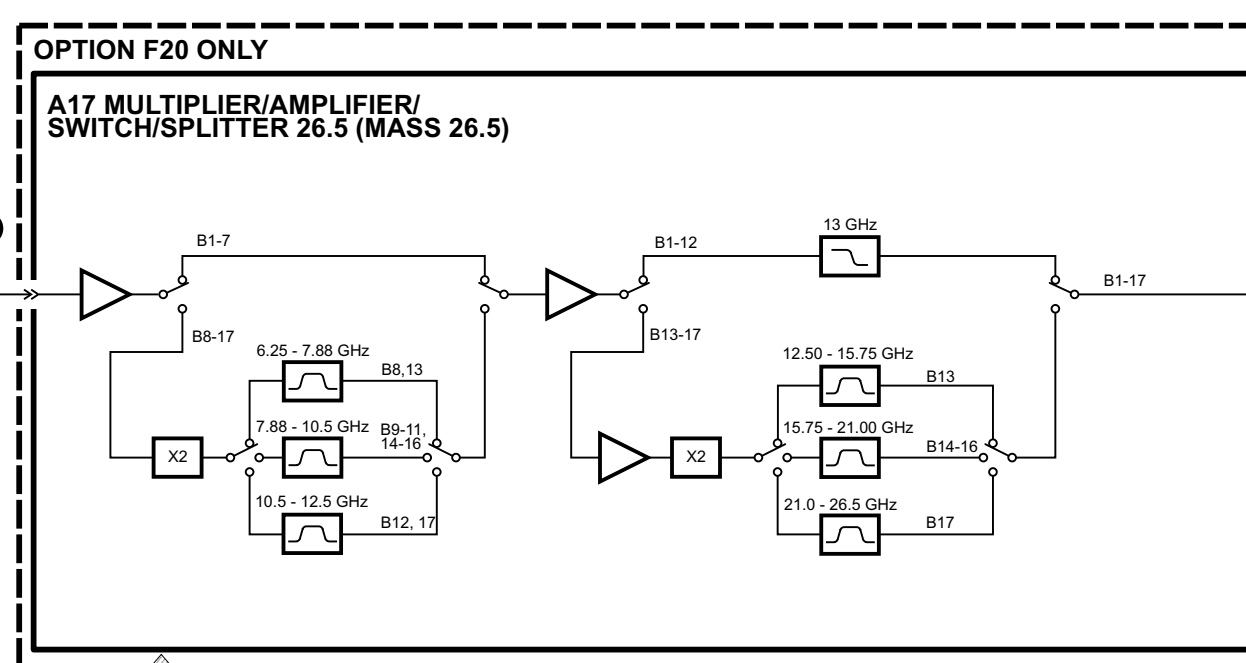 OPTION F20 ONLY
A17 MULTIPLIER/AMPLIFIER/
SWITCH/SPLITTER 26.5 (MASS 26.5)
B1-7
B8-17
6.25 - 7.88 GHz
B8,13
7.88 - 10.5 GHz
B9-11,
14-16
X2
10.5 - 12.5 GHz
B12, 17
B1-12
13 GHz
B1-17
B13-17
12.50 - 15.75 GHz
B13
15.75 - 21.00 GHz
B14-16
X2
21.0 - 26.5 GHz
B17